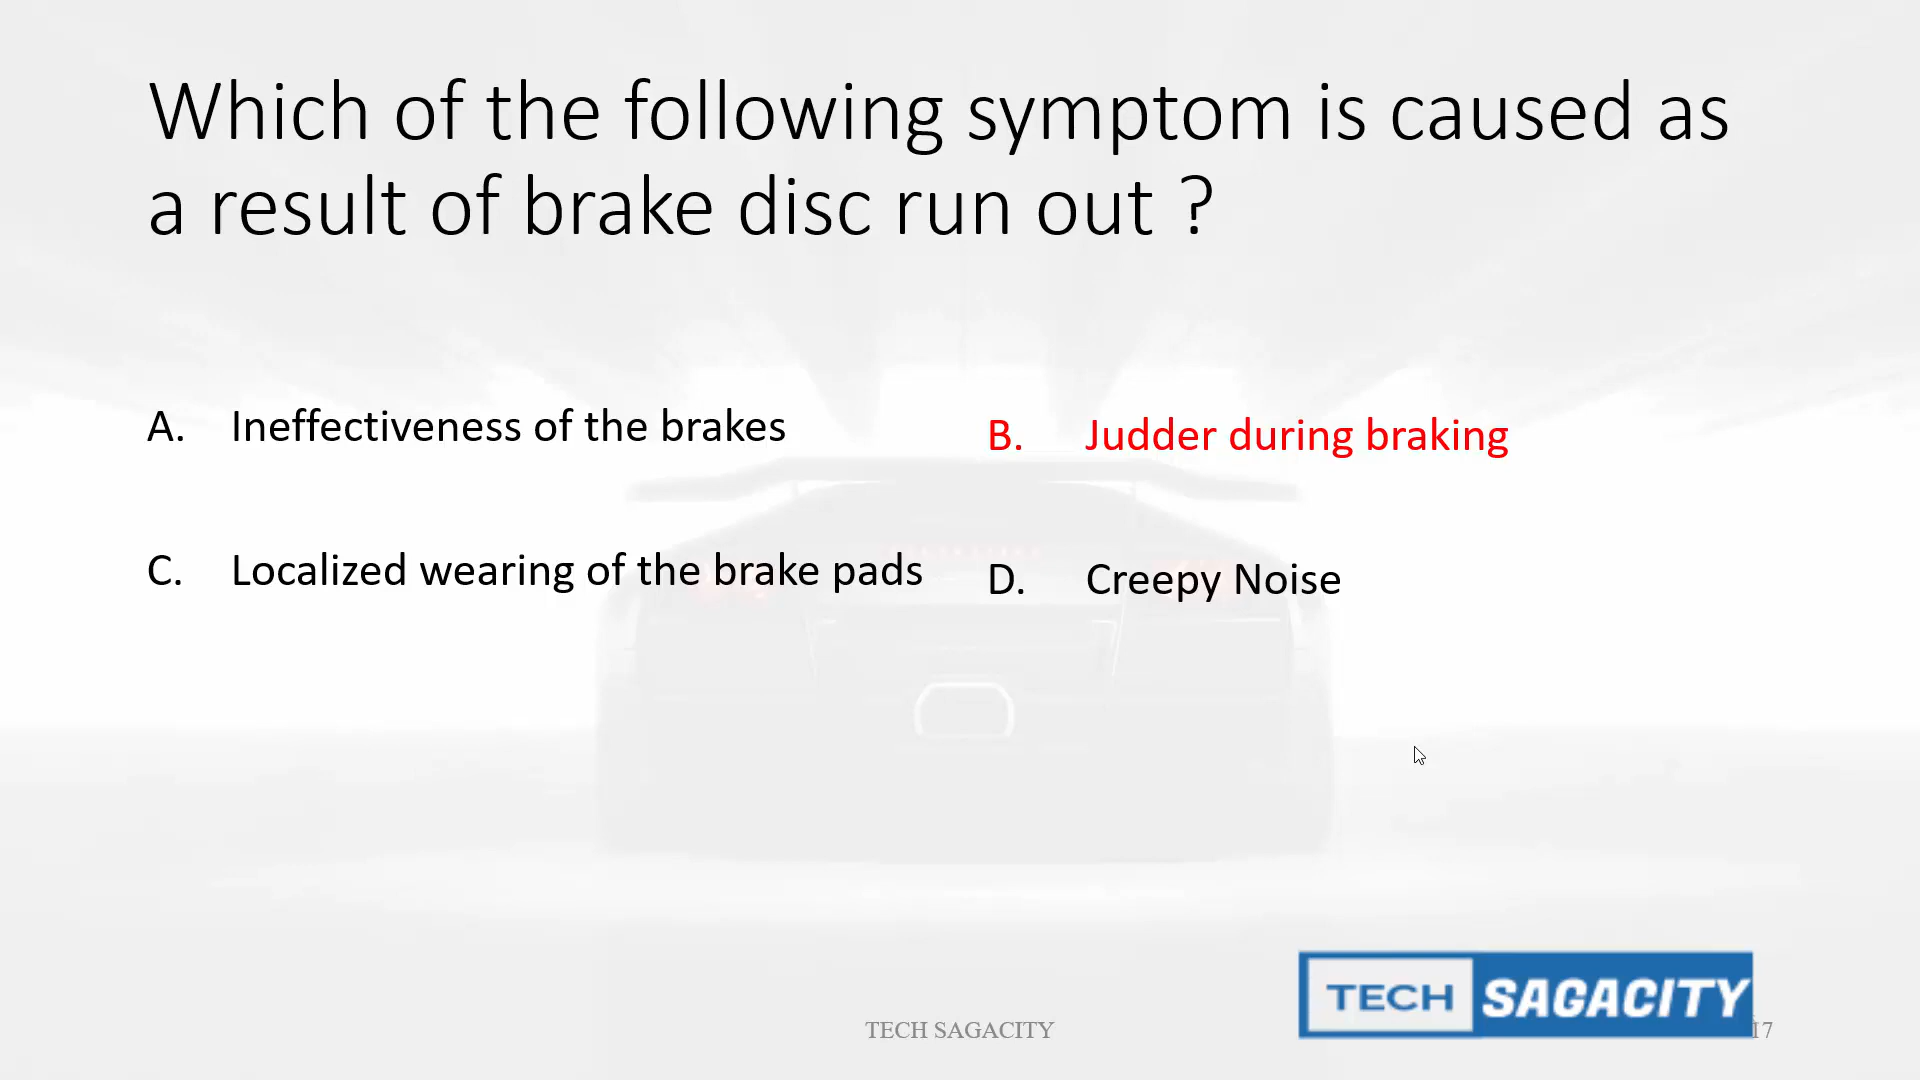 Which of the following symptom is caused as
a result of brake disc run out ?
A. Ineffectiveness of the brakes
B. Judder during braking
C. Localized wearing of the brake pads
D. Creepy Noise
TECH SAGACITY
TECH SAGACITY
17